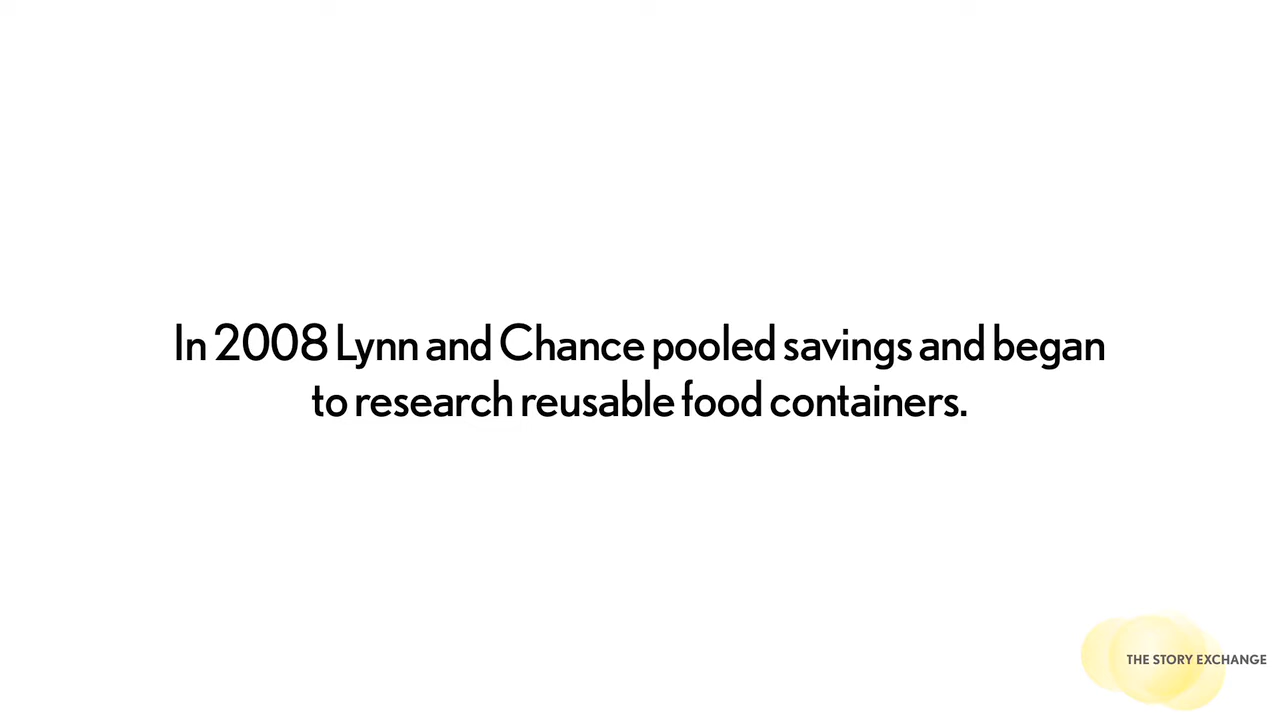 In 2008 Lynn and Chance pooled savings and began
to research reusable food containers.
THE STORY EXCHANGE